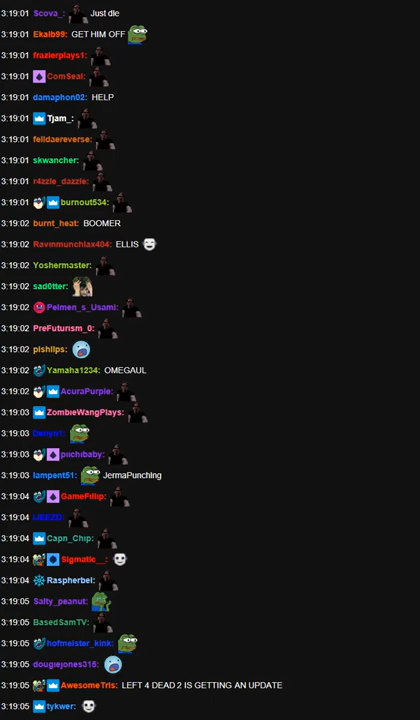 3:19:01 Scova_: Just die
3:19:01 Ekalb99: GET HIM OFF
3:19:01 frazierplays1:
3:19:01 ComSeal:
3:19:01 damaphon02: HELP
3:19:01 Tjam_:
3:19:01 felidaereverse:
3:19:01 skwancher:
3:19:01 r4zzle_dazzle:
3:19:01 burnout534:
3:19:02 burnt_heat: BOOMER
3:19:02 Ravinmunchlax404: ELLIS
3:19:02 Yoshermaster:
3:19:02 sad0tter:
3:19:02 Pelmen_s_Usami:
3:19:02 PreFuturism_0:
3:19:02 pishlips:
3:19:02 Yamaha1234: OMEGAUL
3:19:02 AcuraPurple:
3:19:03 ZombieWangPlays:
3:19:03
3:19:03 piichibaby:
3:19:03 lampent51: JermaPunching
3:19:04 GameFillip:
3:19:04
3:19:04 Capn_Chip:
3:19:04 Sigmatic__:
3:19:04 Raspherbel:
3:19:05 Salty_peanut:
3:19:05 BasedSamTV:
3:19:05 hofmeister_kink:
3:19:05 dougiejones315:
3:19:05 AwesomeTris: LEFT 4 DEAD 2 IS GETTING AN UPDATE
3:19:05 tykwer: